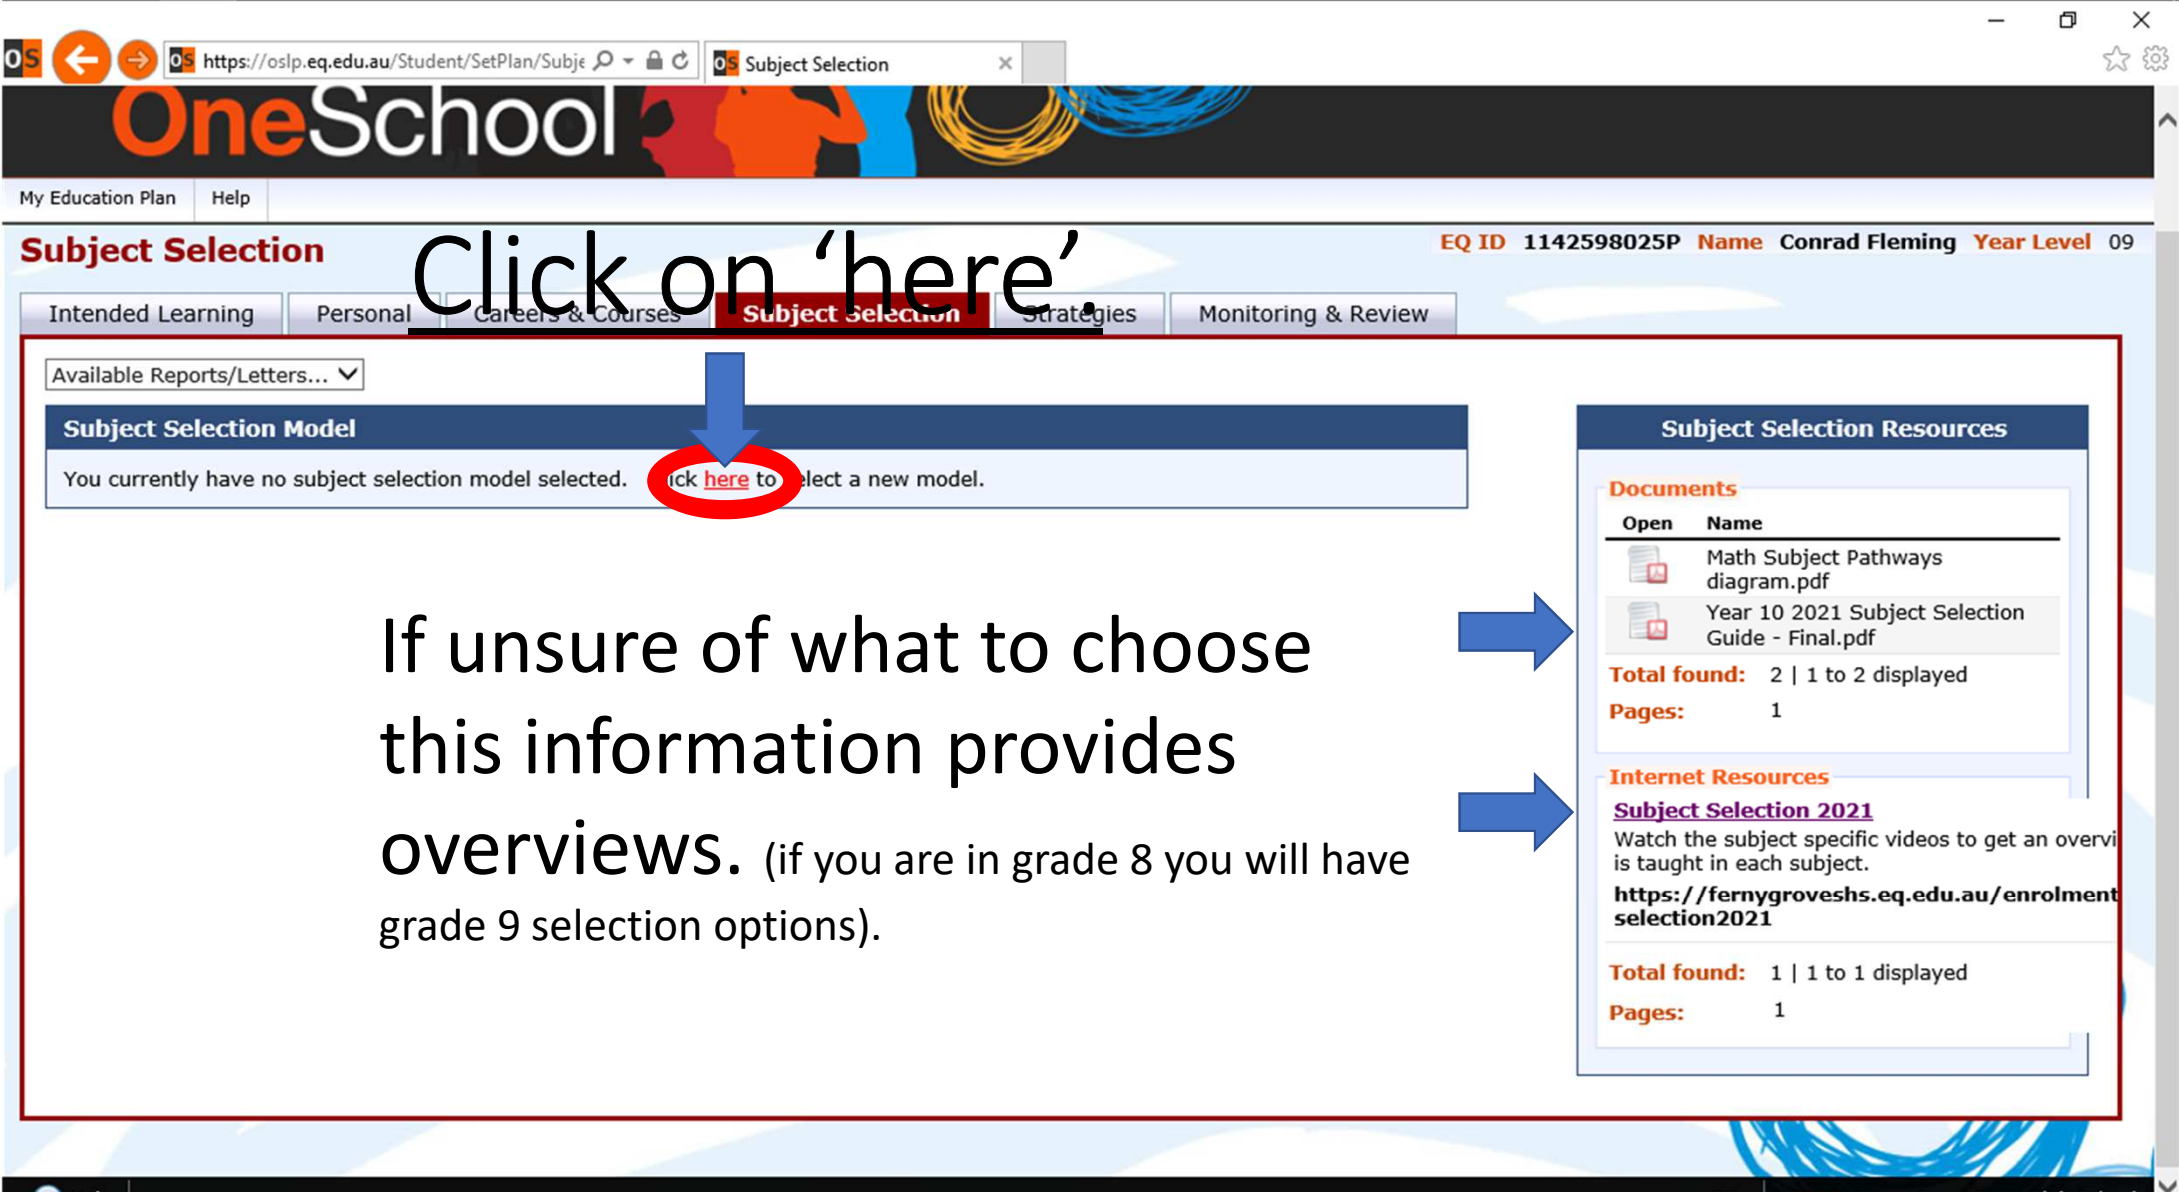 OS
OS https://oslp.eq.edu.au/Student/SetPlan/Subje
OS Subject Selection
OneSchool
My Education Plan Help
Subject Selection
Click on ‘here’.
EQ ID 1142598025P Name Conrad Fleming Year Level 09
Intended Learning Personal Careers & Courses Subject Selection Strategies Monitoring & Review
Available Reports/Letters...
Subject Selection Model
You currently have no subject selection model selected. ick here to elect a new model.
If unsure of what to choose
this information provides
overviews. (if you are in grade 8 you will have
grade 9 selection options).
Subject Selection Resources
Documents
Open Name
Math Subject Pathways
diagram.pdf
Year 10 2021 Subject Selection
Guide - Final.pdf
Total found: 2 | 1 to 2 displayed
Pages: 1
Internet Resources
Subject Selection 2021
Watch the subject specific videos to get an overvi
is taught in each subject.
https://fernygroveshs.eq.edu.au/enrolment
selection2021
Total found: 1 | 1 to 1 displayed
Pages: 1